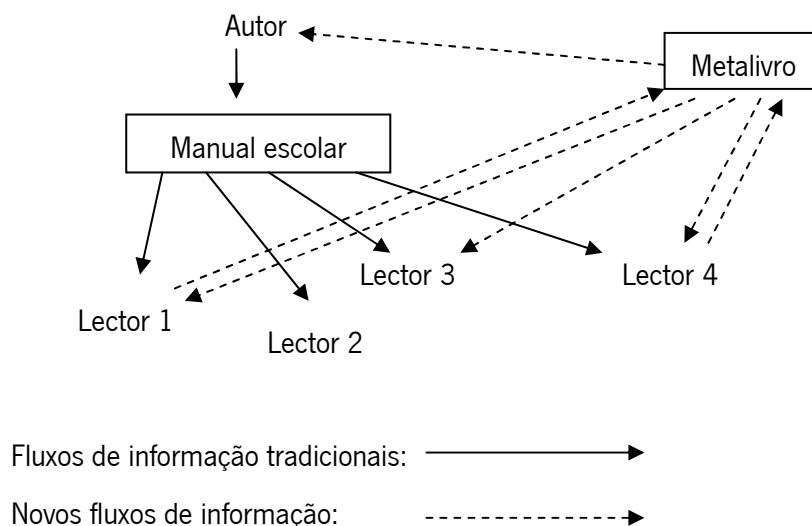 Autor
Metalivro
Manual escolar
Lector 3
Lector 4
Lector 1
Lector 2
Fluxos de informação tradicionais:
Novos fluxos de informação: